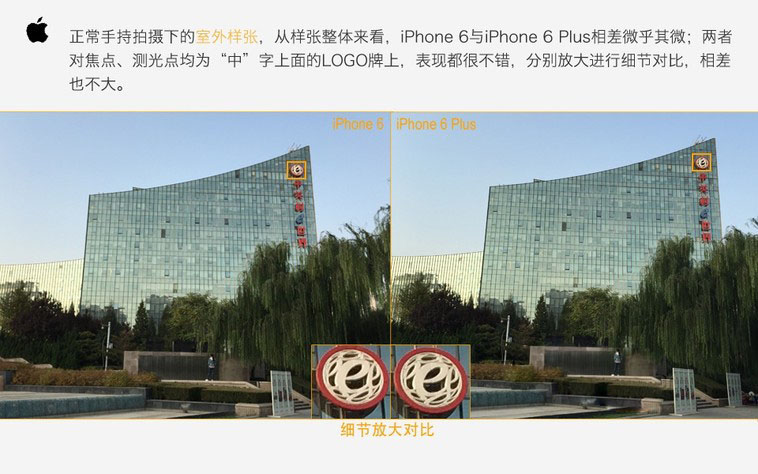 正常手持拍摄下的室外样张，从样张整体来看，iPhone 6与iPhone 6 Plus相差微乎其微；两者
对焦点、测光点均为“中”字上面的LOGO牌上，表现都很不错，分别放大进行细节对比，相差
也不大。
iPhone 6
iPhone 6 Plus
e
e
细节放大对比